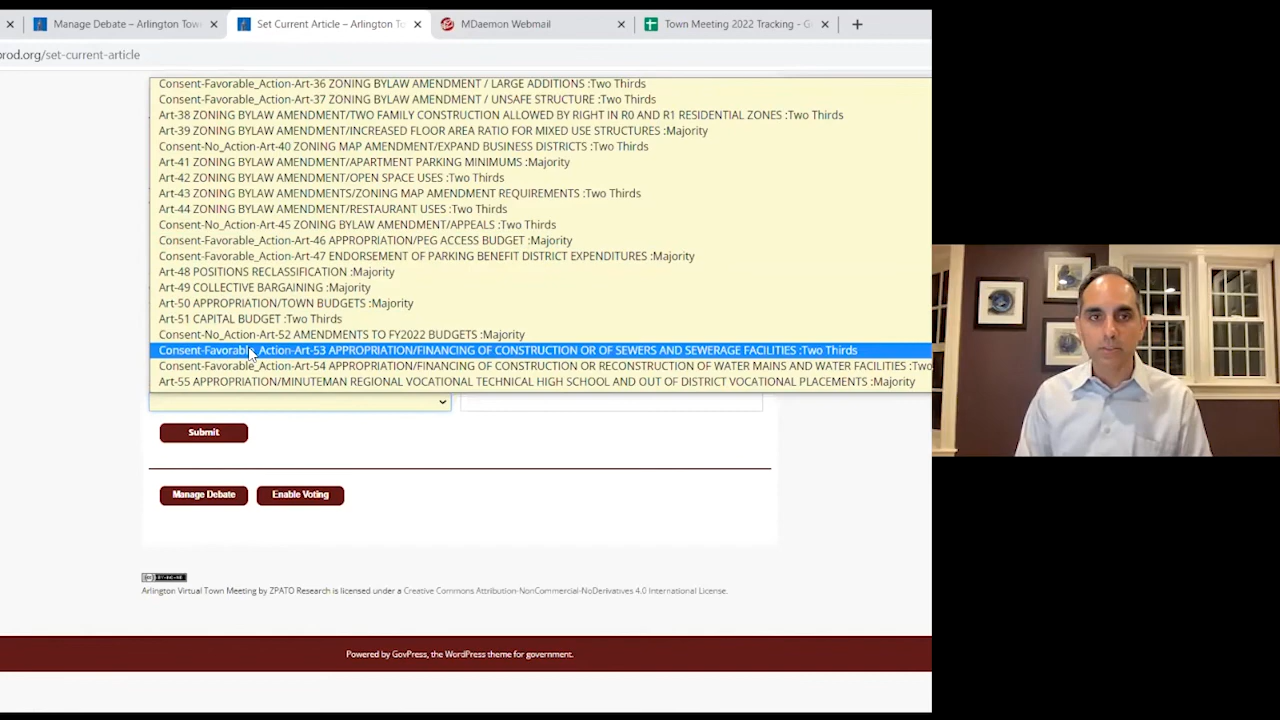 Manage Debate – Arlington Tow
Set Current Article – Arlington To
MDaemon Webmail
Town Meeting 2022 Tracking - G
prod.org/set-current-article
Consent-Favorable_Action-Art-36 ZONING BYLAW AMENDMENT / LARGE ADDITIONS :Two Thirds
Consent-Favorable_Action-Art-37 ZONING BYLAW AMENDMENT / UNSAFE STRUCTURE :Two Thirds
Art-38 ZONING BYLAW AMENDMENT/TWO FAMILY CONSTRUCTION ALLOWED BY RIGHT IN R0 AND R1 RESIDENTIAL ZONES :Two Thirds
Art-39 ZONING BYLAW AMENDMENT/INCREASED FLOOR AREA RATIO FOR MIXED USE STRUCTURES :Majority
Consent-No_Action-Art-40 ZONING MAP AMENDMENT/EXPAND BUSINESS DISTRICTS :Two Thirds
Art-41 ZONING BYLAW AMENDMENT/APARTMENT PARKING MINIMUMS :Majority
Art-42 ZONING BYLAW AMENDMENT/OPEN SPACE USES :Two Thirds
Art-43 ZONING BYLAW AMENDMENTS/ZONING MAP AMENDMENT REQUIREMENTS :Two Thirds
Art-44 ZONING BYLAW AMENDMENT/RESTAURANT USES :Two Thirds
Consent-No_Action-Art-45 ZONING BYLAW AMENDMENT/APPEALS :Two Thirds
Consent-Favorable_Action-Art-46 APPROPRIATION/PEG ACCESS BUDGET :Majority
Consent-Favorable_Action-Art-47 ENDORSEMENT OF PARKING BENEFIT DISTRICT EXPENDITURES :Majority
Art-48 POSITIONS RECLASSIFICATION :Majority
Art-49 COLLECTIVE BARGAINING :Majority
Art-50 APPROPRIATION/TOWN BUDGETS :Majority
Art-51 CAPITAL BUDGET :Two Thirds
Consent-No_Action-Art-52 AMENDMENTS TO FY2022 BUDGETS :Majority
Consent-Favorable_Action-Art-53 APPROPRIATION/FINANCING OF CONSTRUCTION OR OF SEWERS AND SEWERAGE FACILITIES :Two Thirds
Consent-Favorable_Action-Art-54 APPROPRIATION/FINANCING OF CONSTRUCTION OR RECONSTRUCTION OF WATER MAINS AND WATER FACILITIES :Two
Art-55 APPROPRIATION/MINUTEMAN REGIONAL VOCATIONAL TECHNICAL HIGH SCHOOL AND OUT OF DISTRICT VOCATIONAL PLACEMENTS :Majority
Submit
Manage Debate
Enable Voting
Arlington Virtual Town Meeting by ZPATO Research is licensed under a Creative Commons Attribution-NonCommercial-NoDerivatives 4.0 International License.
Powered by GovPress, the WordPress theme for government.